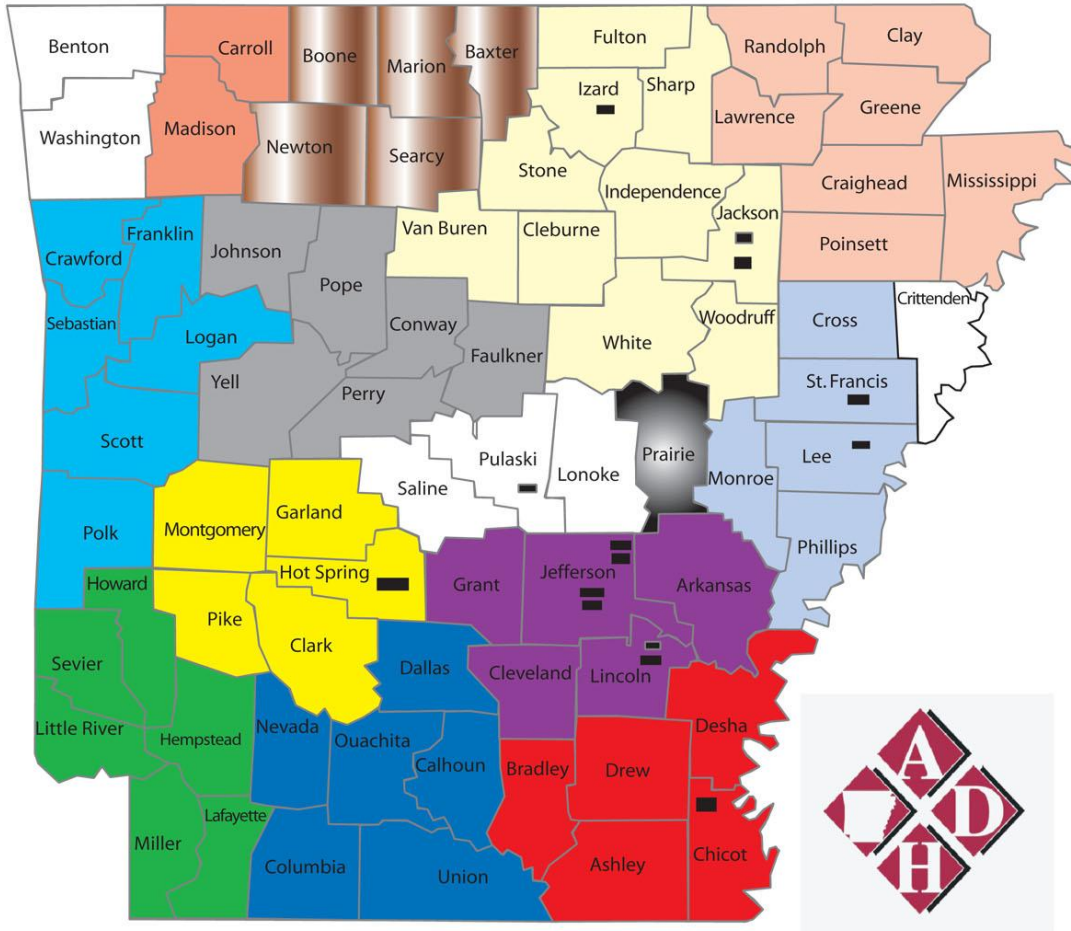 Benton
Carroll
Boone
Marion
Baxter
Fulton
Randolph
Clay
Izard
Sharp
Washington
Madison
Newton
Searcy
Stone
Lawrence
Greene
Independence
Craighead
Mississippi
Jackson
Van Buren
Cleburne
Poinsett
Crawford
Franklin
Johnson
Pope
Sebastian
Logan
Conway
Faulkner
White
Woodruff
Cross
Crittenden
Yell
Perry
St. Francis
Scott
Saline
Pulaski
Lonoke
Prairie
Monroe
Lee
Polk
Montgomery
Garland
Phillips
Howard
Hot Spring
Grant
Jefferson
Arkansas
Pike
Clark
Sevier
Dallas
Cleveland
Lincoln
Little River
Hempstead
Nevada
Ouachita
Calhoun
Bradley
Drew
Desha
Miller
Lafayette
Columbia
Union
Ashley
Chicot
A
D
H